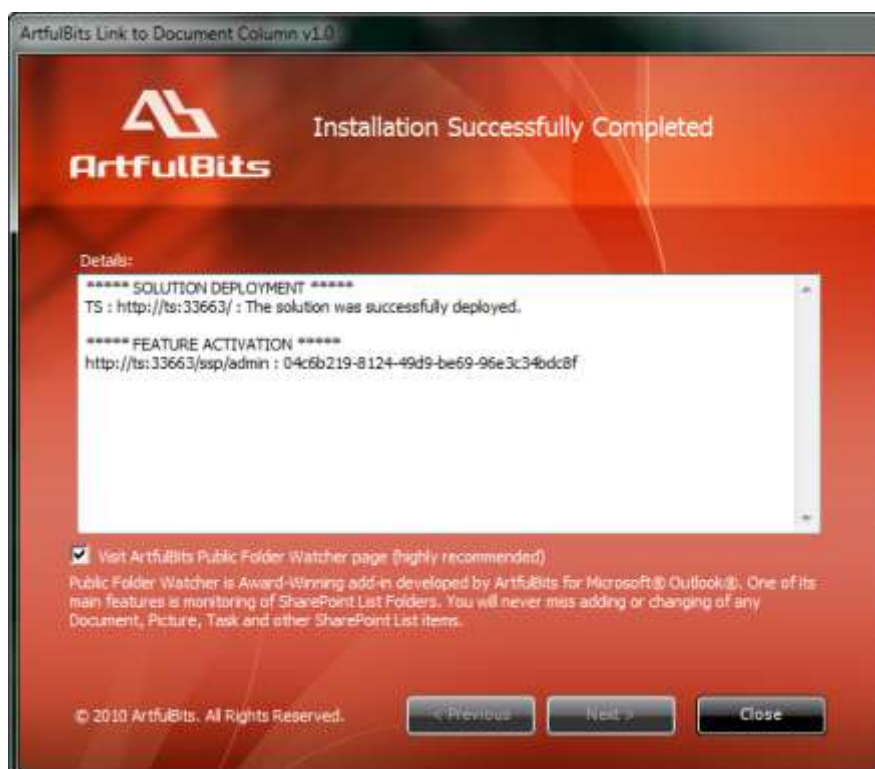 ArtfulBits Link to Document Column v1.0
ArtfulBits
Installation Successfully Completed
Details:
***** SOLUTION DEPLOYMENT *****
TS : http://ts:33663/ : The solution was successfully deployed.
***** FEATURE ACTIVATION *****
http://ts:33663/ssp/admin : 04c6b219-8124-49d9-be69-96e3c34bdc8f
Visit ArtfulBits Public Folder Watcher page (highly recommended)
Public Folder Watcher is Award-Winning add-in developed by ArtfulBits for Microsoft® Outlook®. One of its
main features is monitoring of SharePoint List Folders. You will never miss adding or changing of any
Document, Picture, Task and other SharePoint List items.
© 2010 ArtfulBits. All Rights Reserved.
< Previous
Next >
Close